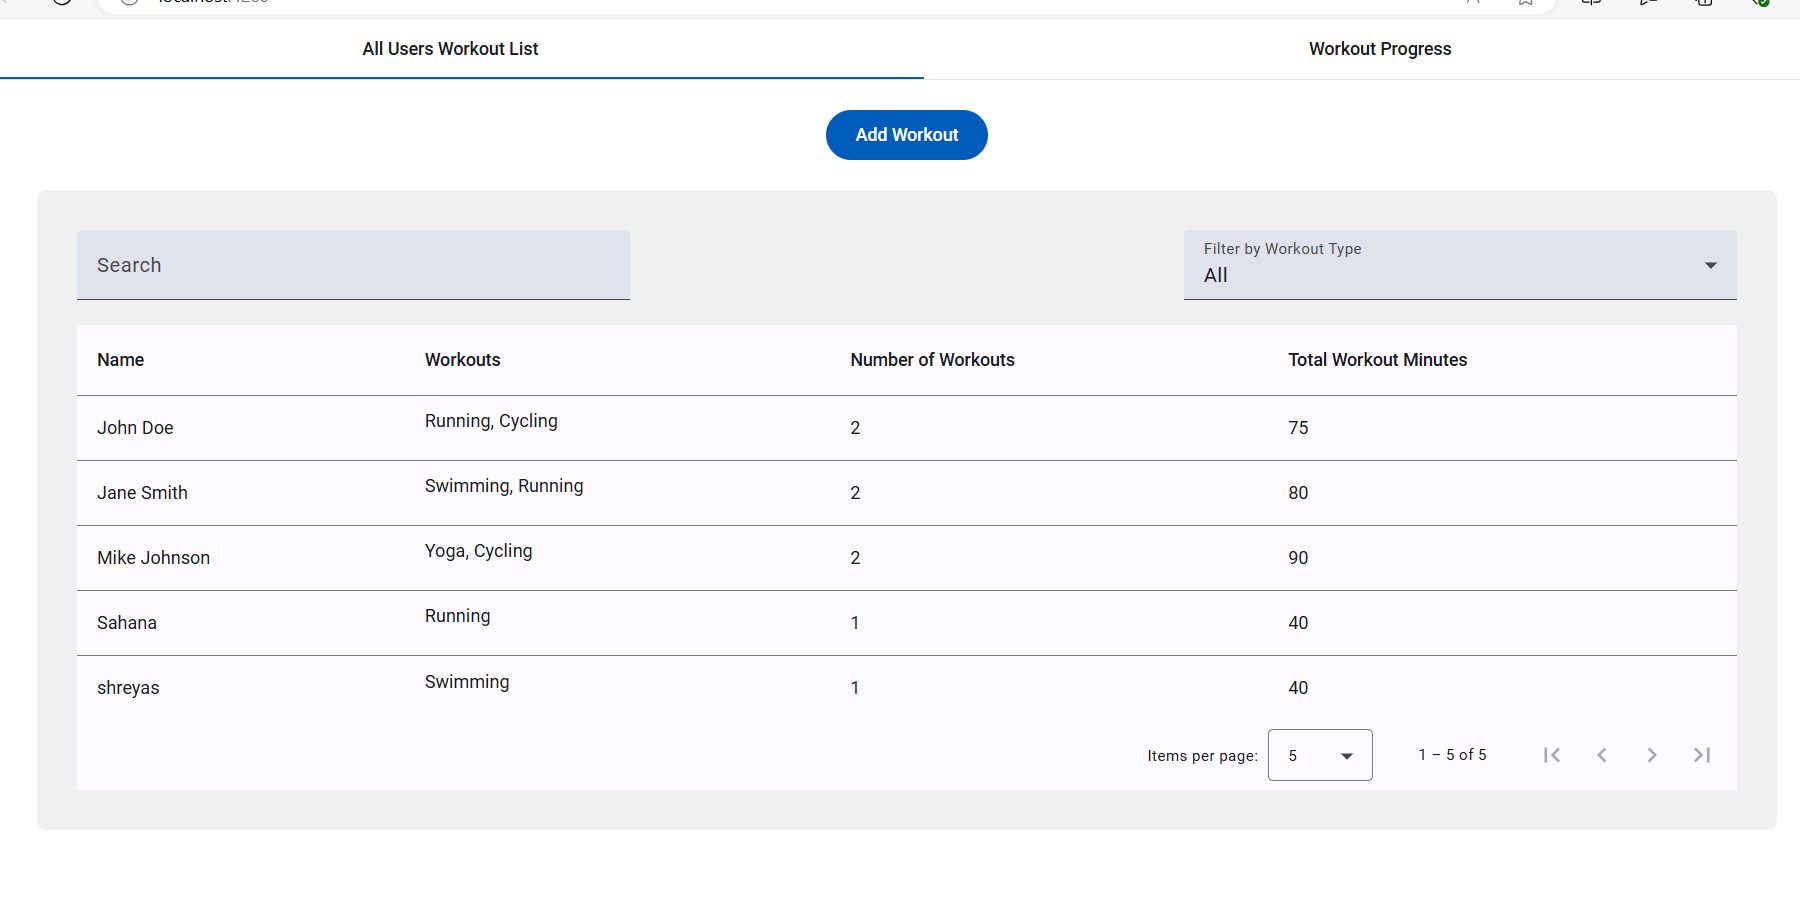 All Users Workout List Workout Progress
Add Workout
Search
Filter by Workout Type
All
Name Workouts Number of Workouts Total Workout Minutes
John Doe Running, Cycling 2 75
Jane Smith Swimming, Running 2 80
Mike Johnson Yoga, Cycling 2 90
Sahana Running 1 40
shreyas Swimming 1 40
Items per page: 5 1 – 5 of 5